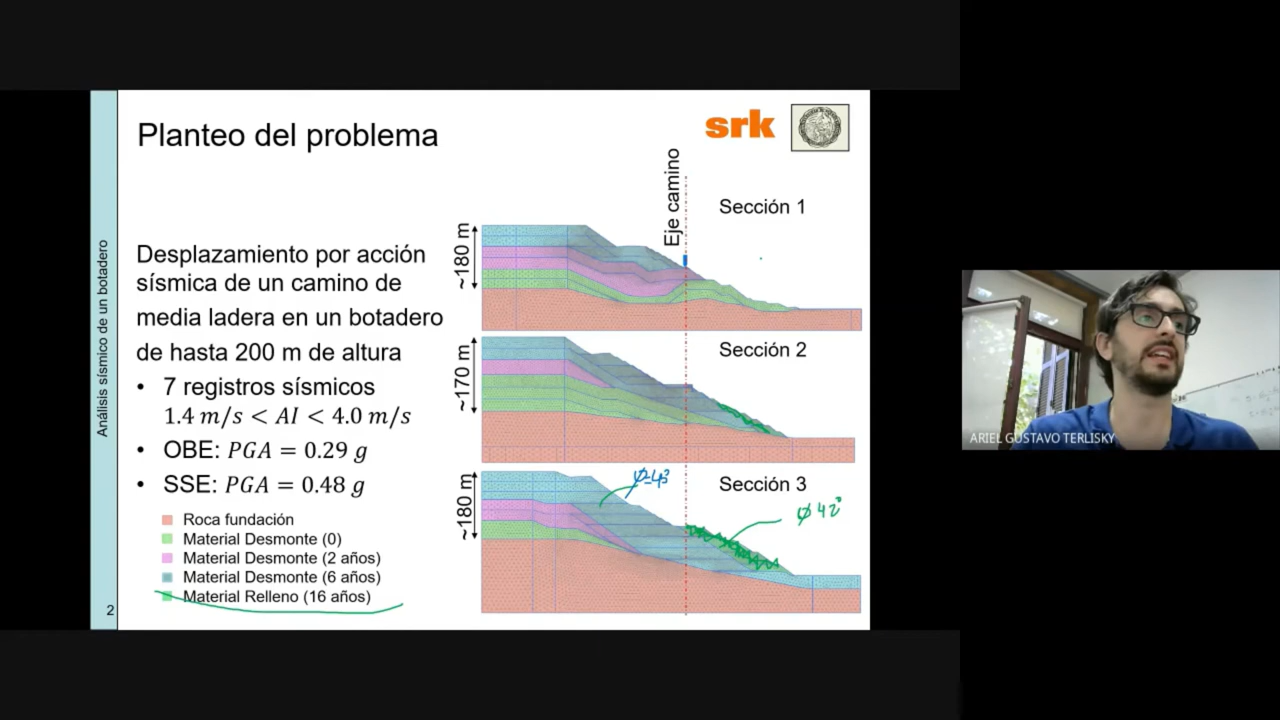 Planteo del problema
srk
Análisis sísmico de un botadero
Desplazamiento por acción
sísmica de un camino de
media ladera en un botadero
de hasta 200 m de altura
• 7 registros sísmicos
1.4 m/s < AI < 4.0 m/s
• OBE: PGA = 0.29 g
• SSE: PGA = 0.48 g
Roca fundación
Material Desmonte (0)
Material Desmonte (2 años)
Material Desmonte (6 años)
Material Relleno (16 años)
2
Eje camino
Sección 1
~180 m
Sección 2
~170 m
Sección 3
~180 m
φ 42°
ARIEL GUSTAVO TERLISKY